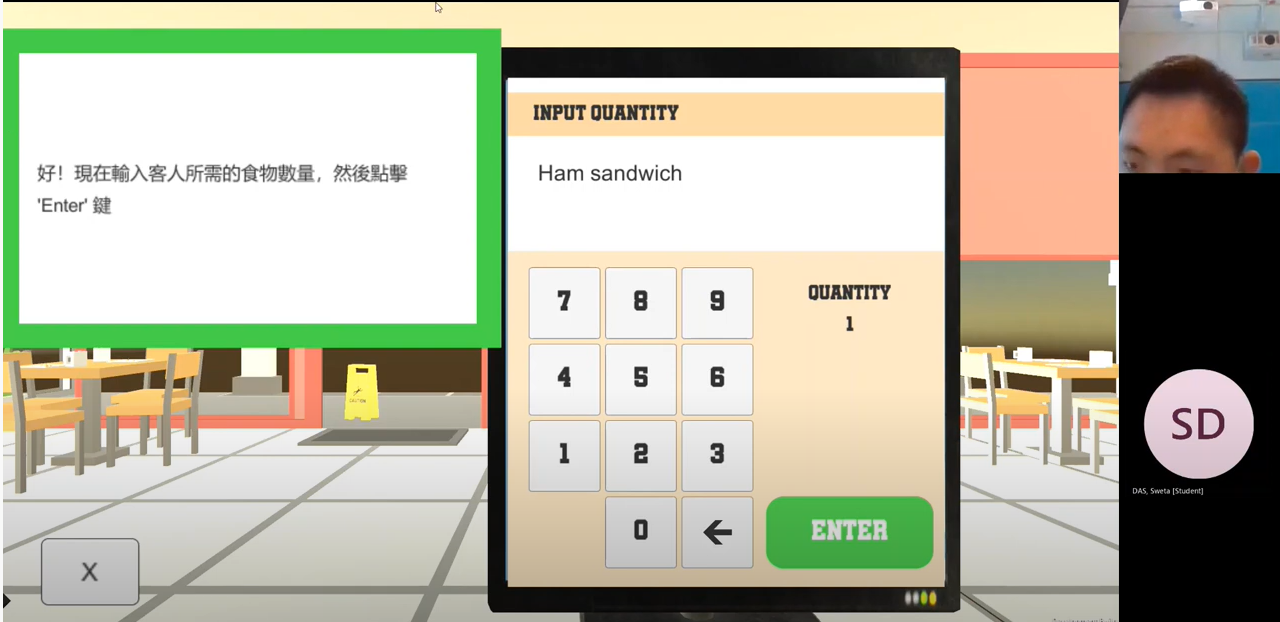 好！現在輸入客人所需的食物數量，然後點擊
'Enter' 鍵
INPUT QUANTITY
Ham sandwich
7 8 9
QUANTITY
1
4 5 6
1 2 3
0 ←
ENTER
X
CAUTION
SD
DAS, Sweta [Student]